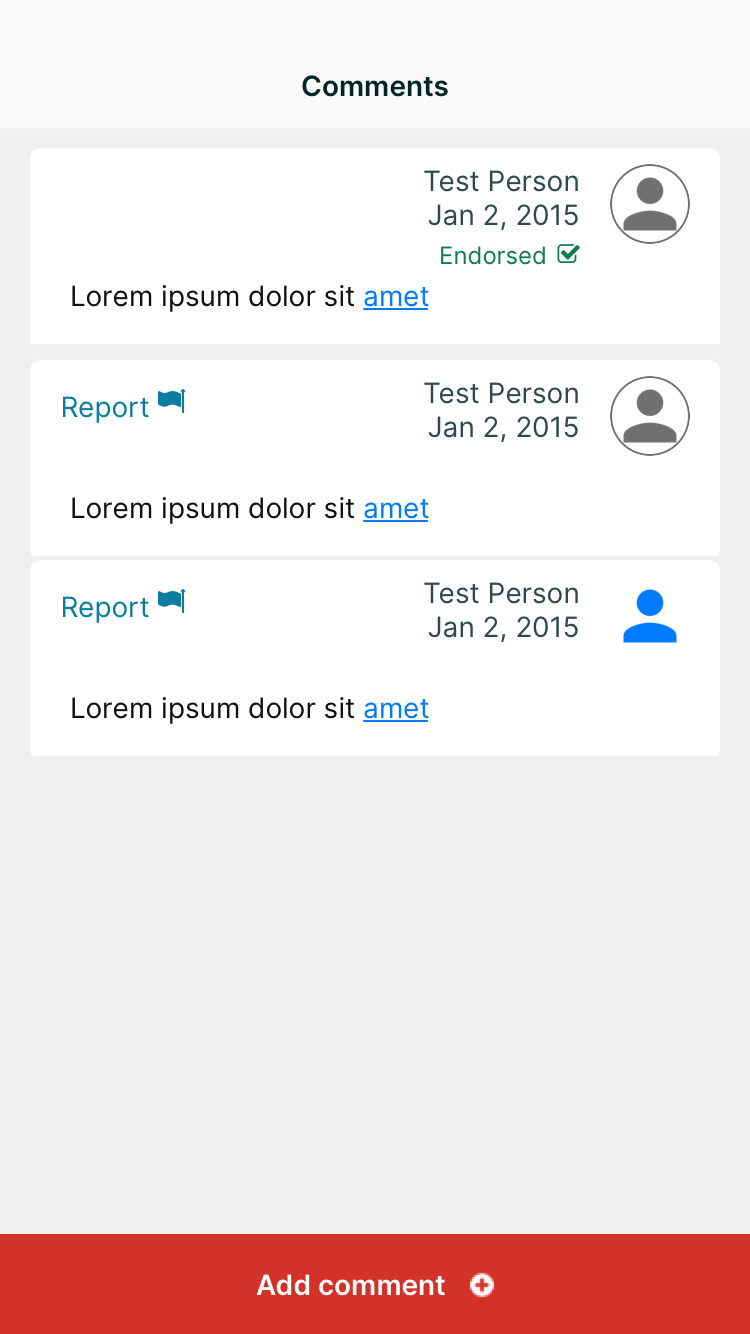 Comments
Test Person
Jan 2, 2015
Endorsed
Lorem ipsum dolor sit amet
Report
Test Person
Jan 2, 2015
Lorem ipsum dolor sit amet
Report
Test Person
Jan 2, 2015
Lorem ipsum dolor sit amet
Add comment